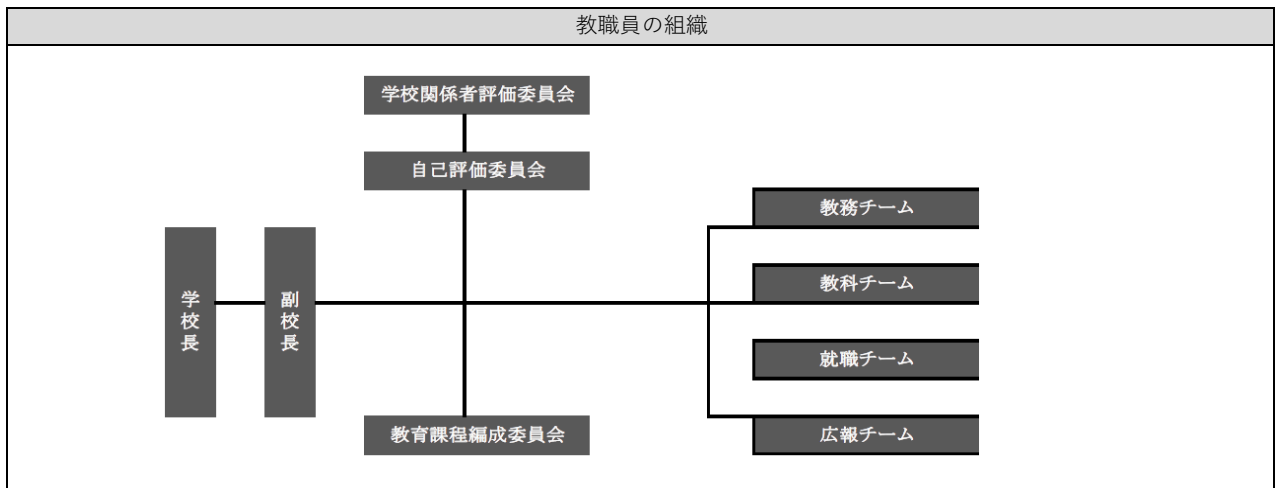 教職員の組織
学校関係者評価委員会
自己評価委員会
学校長
副校長
教育課程編成委員会
教務チーム
教科チーム
就職チーム
広報チーム